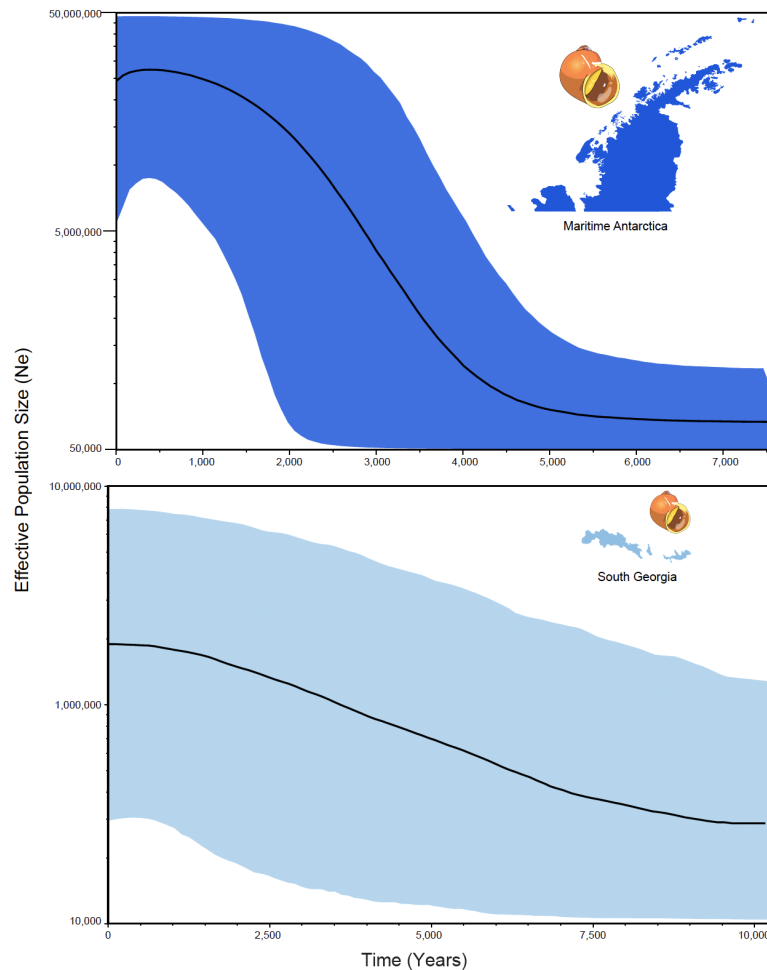 50,000,000
5,000,000
50,000
Maritime Antarctica
0 1,000 2,000 3,000 4,000 5,000 6,000 7,000
Effective Population Size (Ne)
10,000,000
1,000,000
10,000
South Georgia
0 2,500 5,000 7,500 10,000
Time (Years)